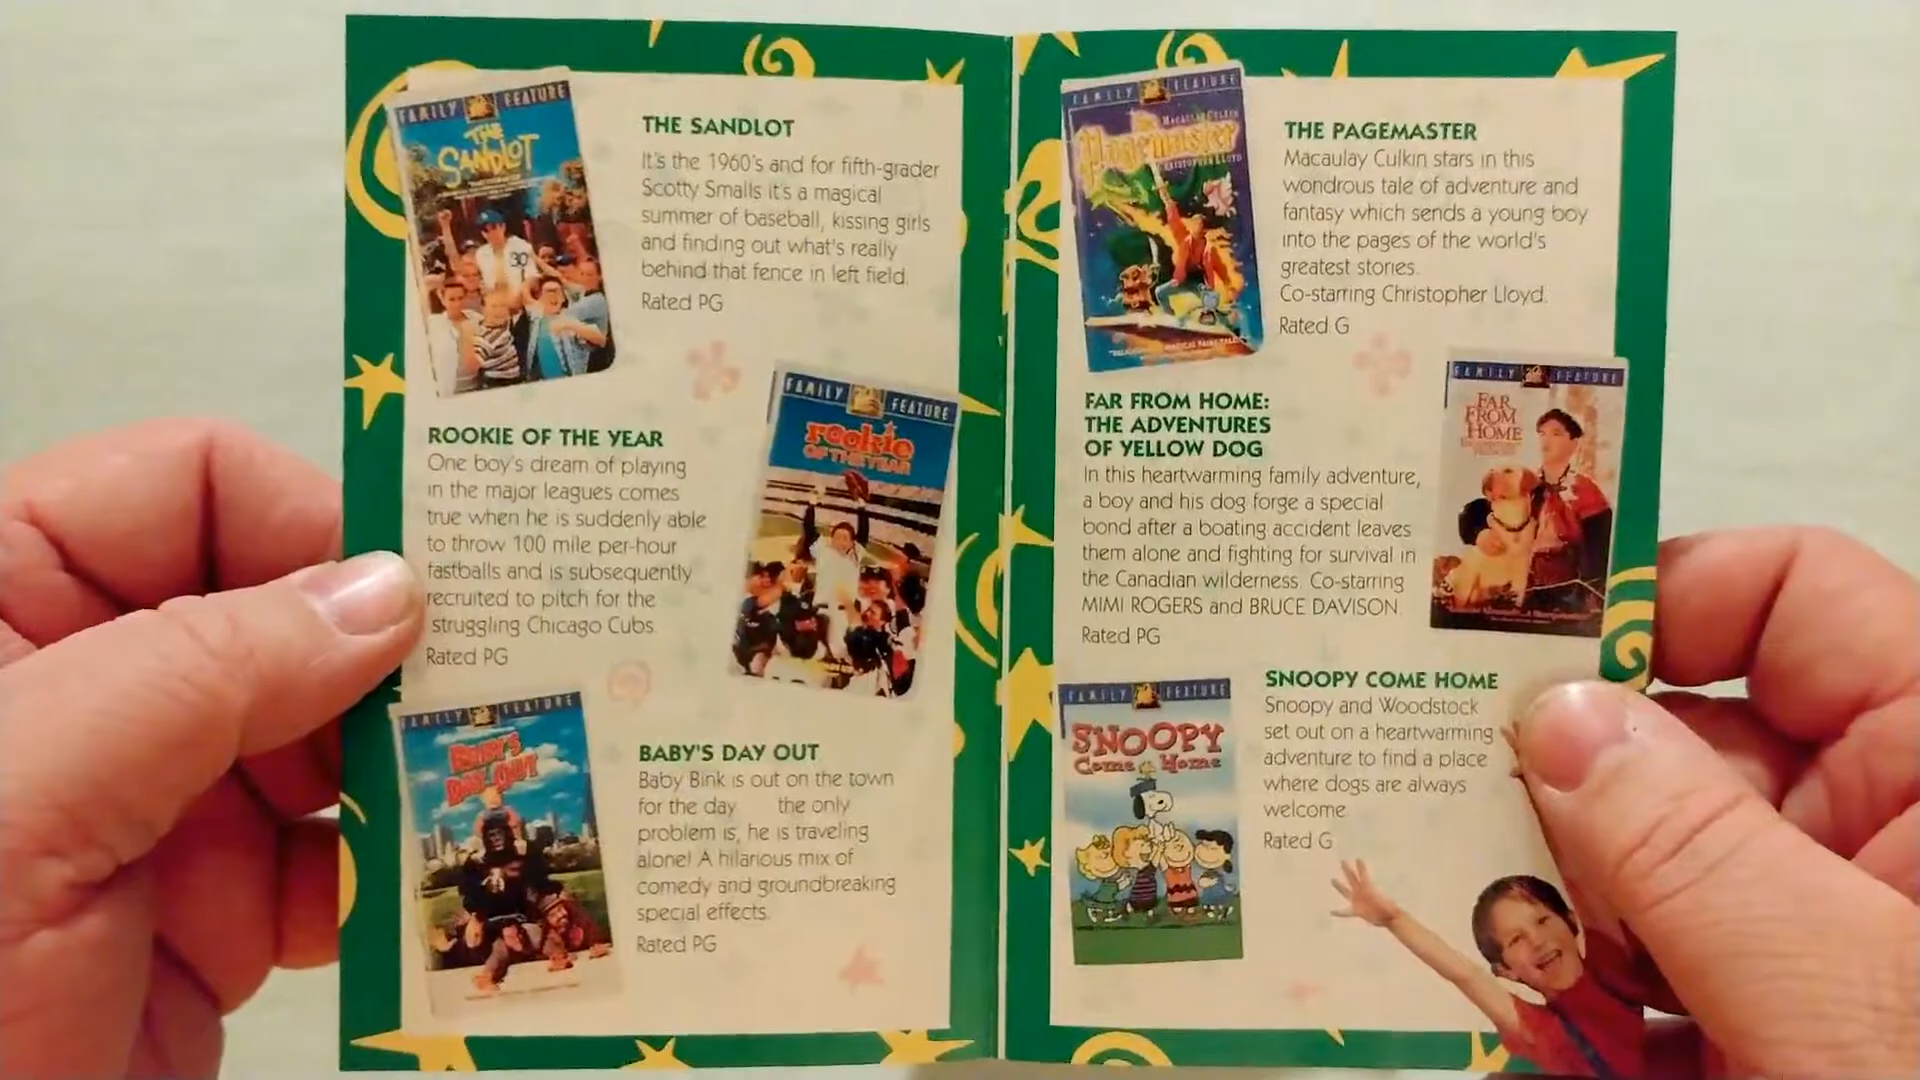 FAMILY FEATURE
THE
SANDLOT
30
THE SANDLOT
It's the 1960's and for fifth-grader
Scotty Smalls it's a magical
summer of baseball, kissing girls
and finding out what's really
behind that fence in left field.
Rated PG
ROOKIE OF THE YEAR
One boy's dream of playing
in the major leagues comes
true when he is suddenly able
to throw 100 mile per-hour
fastballs and is subsequently
recruited to pitch for the
struggling Chicago Cubs.
Rated PG
FAMILY FEATURE
rookie
OF THE YEAR
FAMILY FEATURE
BABY'S
DAY OUT
BABY'S DAY OUT
Baby Bink is out on the town
for the day the only
problem is, he is traveling
alone! A hilarious mix of
comedy and groundbreaking
special effects.
Rated PG
FAMILY FEATURE
MACAULAY CULKIN
Pagemaster
CHRISTOPHER LLOYD
THE PAGEMASTER
Macaulay Culkin stars in this
wondrous tale of adventure and
fantasy which sends a young boy
into the pages of the world's
greatest stories.
Co-starring Christopher Lloyd.
Rated G
FAR FROM HOME:
THE ADVENTURES
OF YELLOW DOG
In this heartwarming family adventure,
a boy and his dog forge a special
bond after a boating accident leaves
them alone and fighting for survival in
the Canadian wilderness. Co-starring
MIMI ROGERS and BRUCE DAVISON.
Rated PG
FAMILY FEATURE
FAR
FROM
HOME
FAMILY FEATURE
SNOOPY
Come Home
SNOOPY COME HOME
Snoopy and Woodstock
set out on a heartwarming
adventure to find a place
where dogs are always
welcome
Rated G